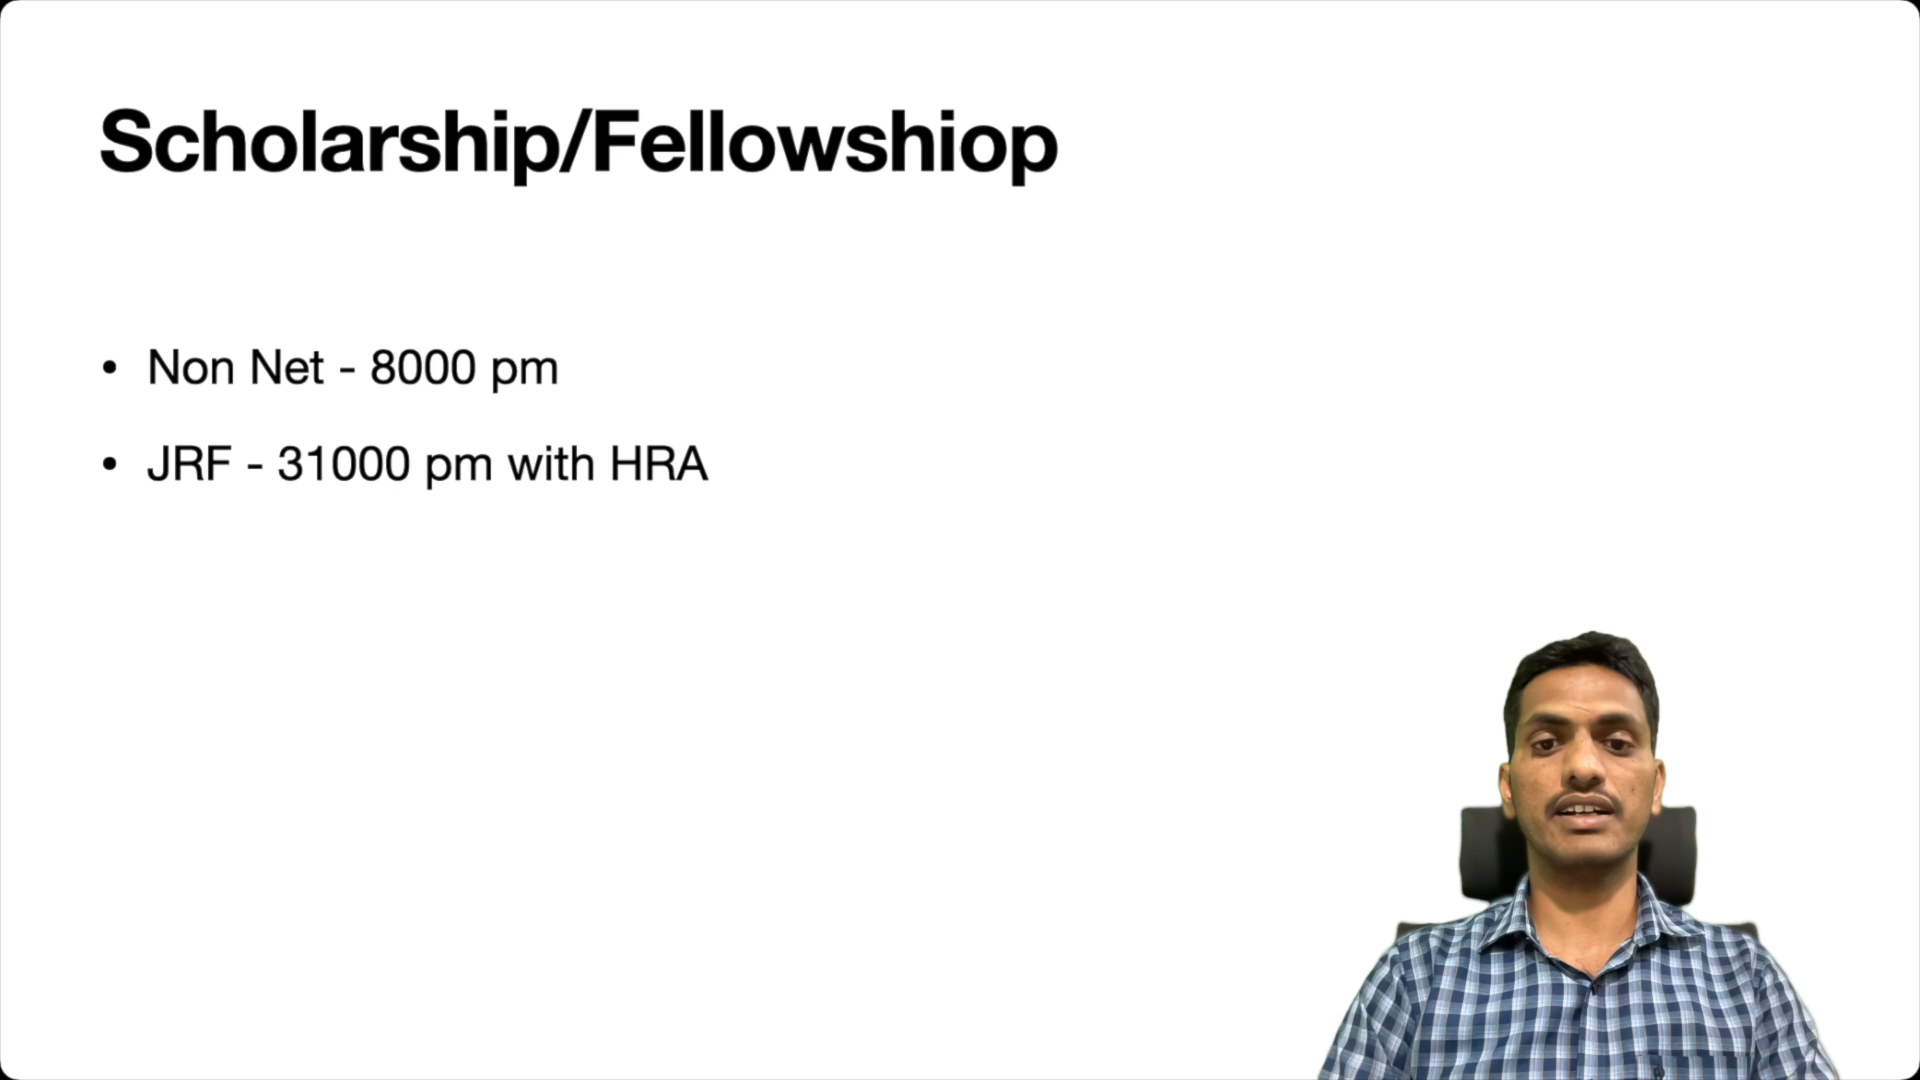 Scholarship/Fellowshiop
• Non Net - 8000 pm
• JRF - 31000 pm with HRA